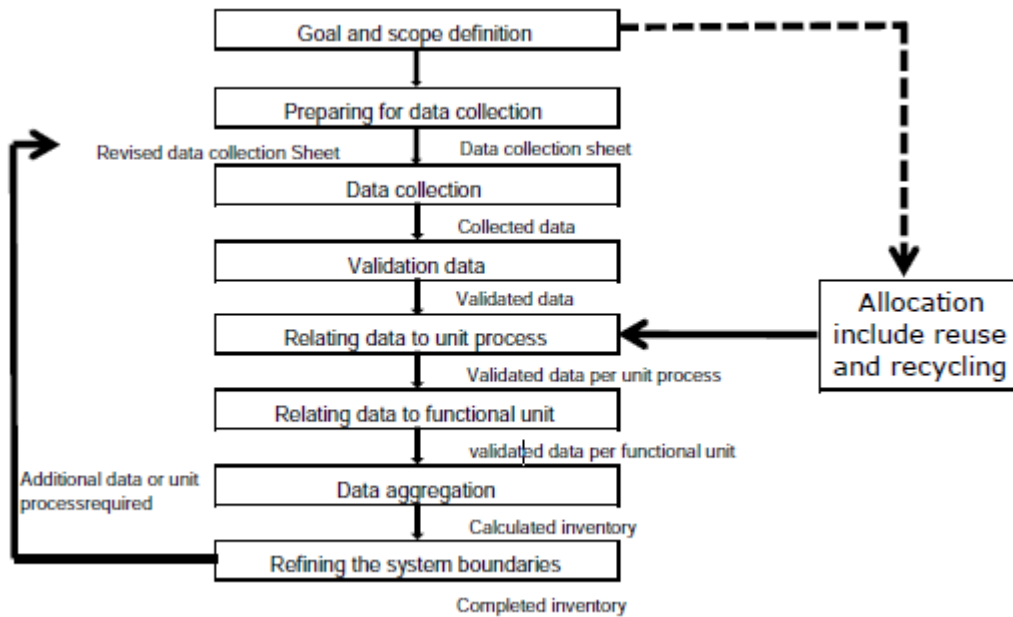 Goal and scope definition
Preparing for data collection
Revised data collection Sheet
Data collection sheet
Data collection
Collected data
Validation data
Validated data
Relating data to unit process
Allocation
include reuse
and recycling
Validated data per unit process
Relating data to functional unit
validated data per functional unit
Additional data or unit
processrequired
Data aggregation
Calculated inventory
Refining the system boundaries
Completed inventory